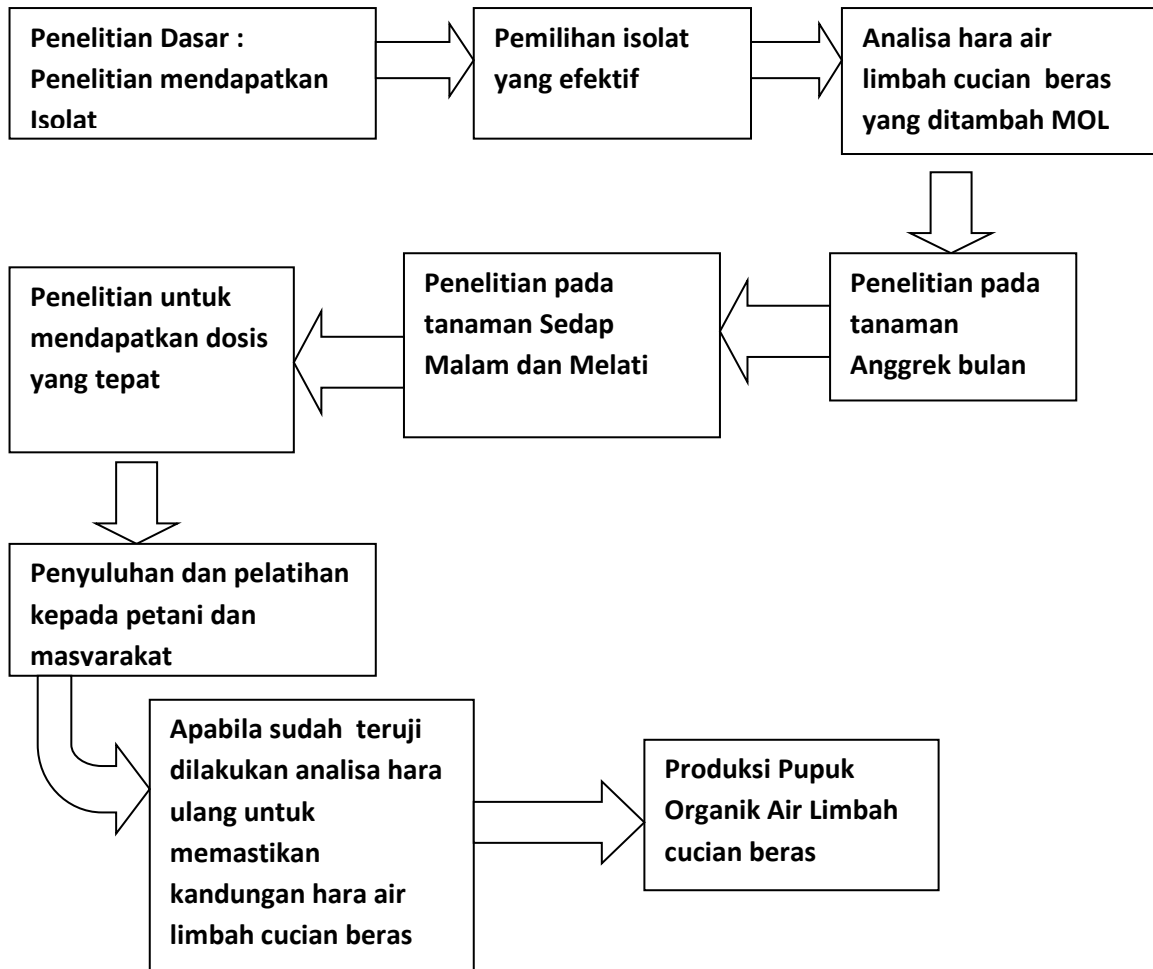 Penelitian Dasar :
Penelitian mendapatkan
Isolat
Pemilihan isolat
yang efektif
Analisa hara air
limbah cucian beras
yang ditambah MOL
Penelitian pada
tanaman
Anggrek bulan
Penelitian pada
tanaman Sedap
Malam dan Melati
Penelitian untuk
mendapatkan dosis
yang tepat
Penyuluhan dan pelatihan
kepada petani dan
masyarakat
Apabila sudah teruji
dilakukan analisa hara
ulang untuk
memastikan
kandungan hara air
limbah cucian beras
Produksi Pupuk
Organik Air Limbah
cucian beras